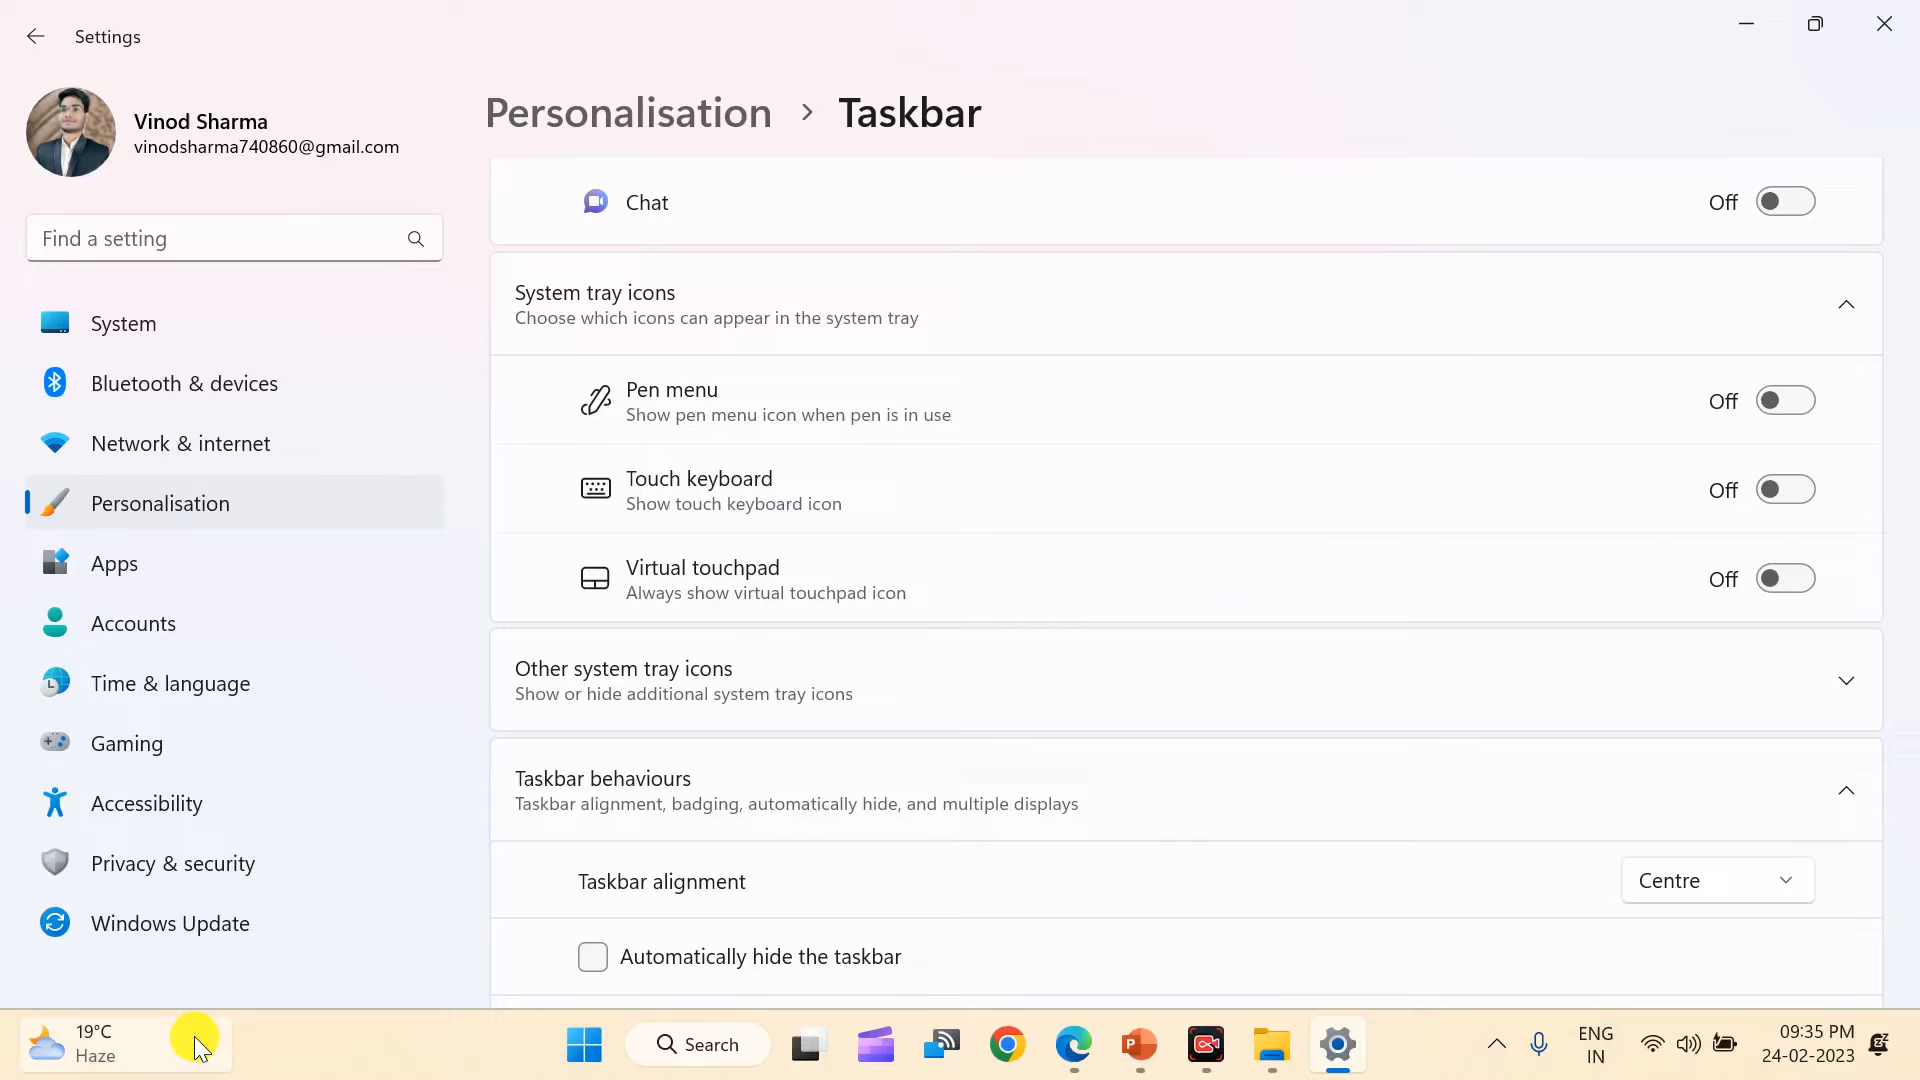 Settings
Vinod Sharma
vinodsharma740860@gmail.com
Find a setting
System
Bluetooth & devices
Network & internet
Personalisation
Apps
Accounts
Time & language
Gaming
Accessibility
Privacy & security
Windows Update
Personalisation > Taskbar
Chat
Off
System tray icons
Choose which icons can appear in the system tray
Pen menu
Show pen menu icon when pen is in use
Off
Touch keyboard
Show touch keyboard icon
Off
Virtual touchpad
Always show virtual touchpad icon
Off
Other system tray icons
Show or hide additional system tray icons
Taskbar behaviours
Taskbar alignment, badging, automatically hide, and multiple displays
Taskbar alignment
Centre
Automatically hide the taskbar
19°C
Haze
Search
P
ENG
IN
09:35 PM
24-02-2023